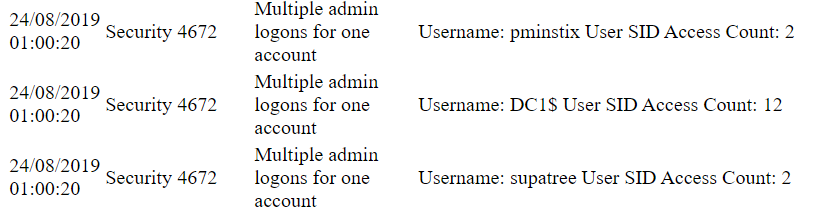 24/08/2019 01:00:20 Security 4672 Multiple admin logons for one account Username: pminstix User SID Access Count: 2
24/08/2019 01:00:20 Security 4672 Multiple admin logons for one account Username: DC1$ User SID Access Count: 12
24/08/2019 01:00:20 Security 4672 Multiple admin logons for one account Username: supatree User SID Access Count: 2